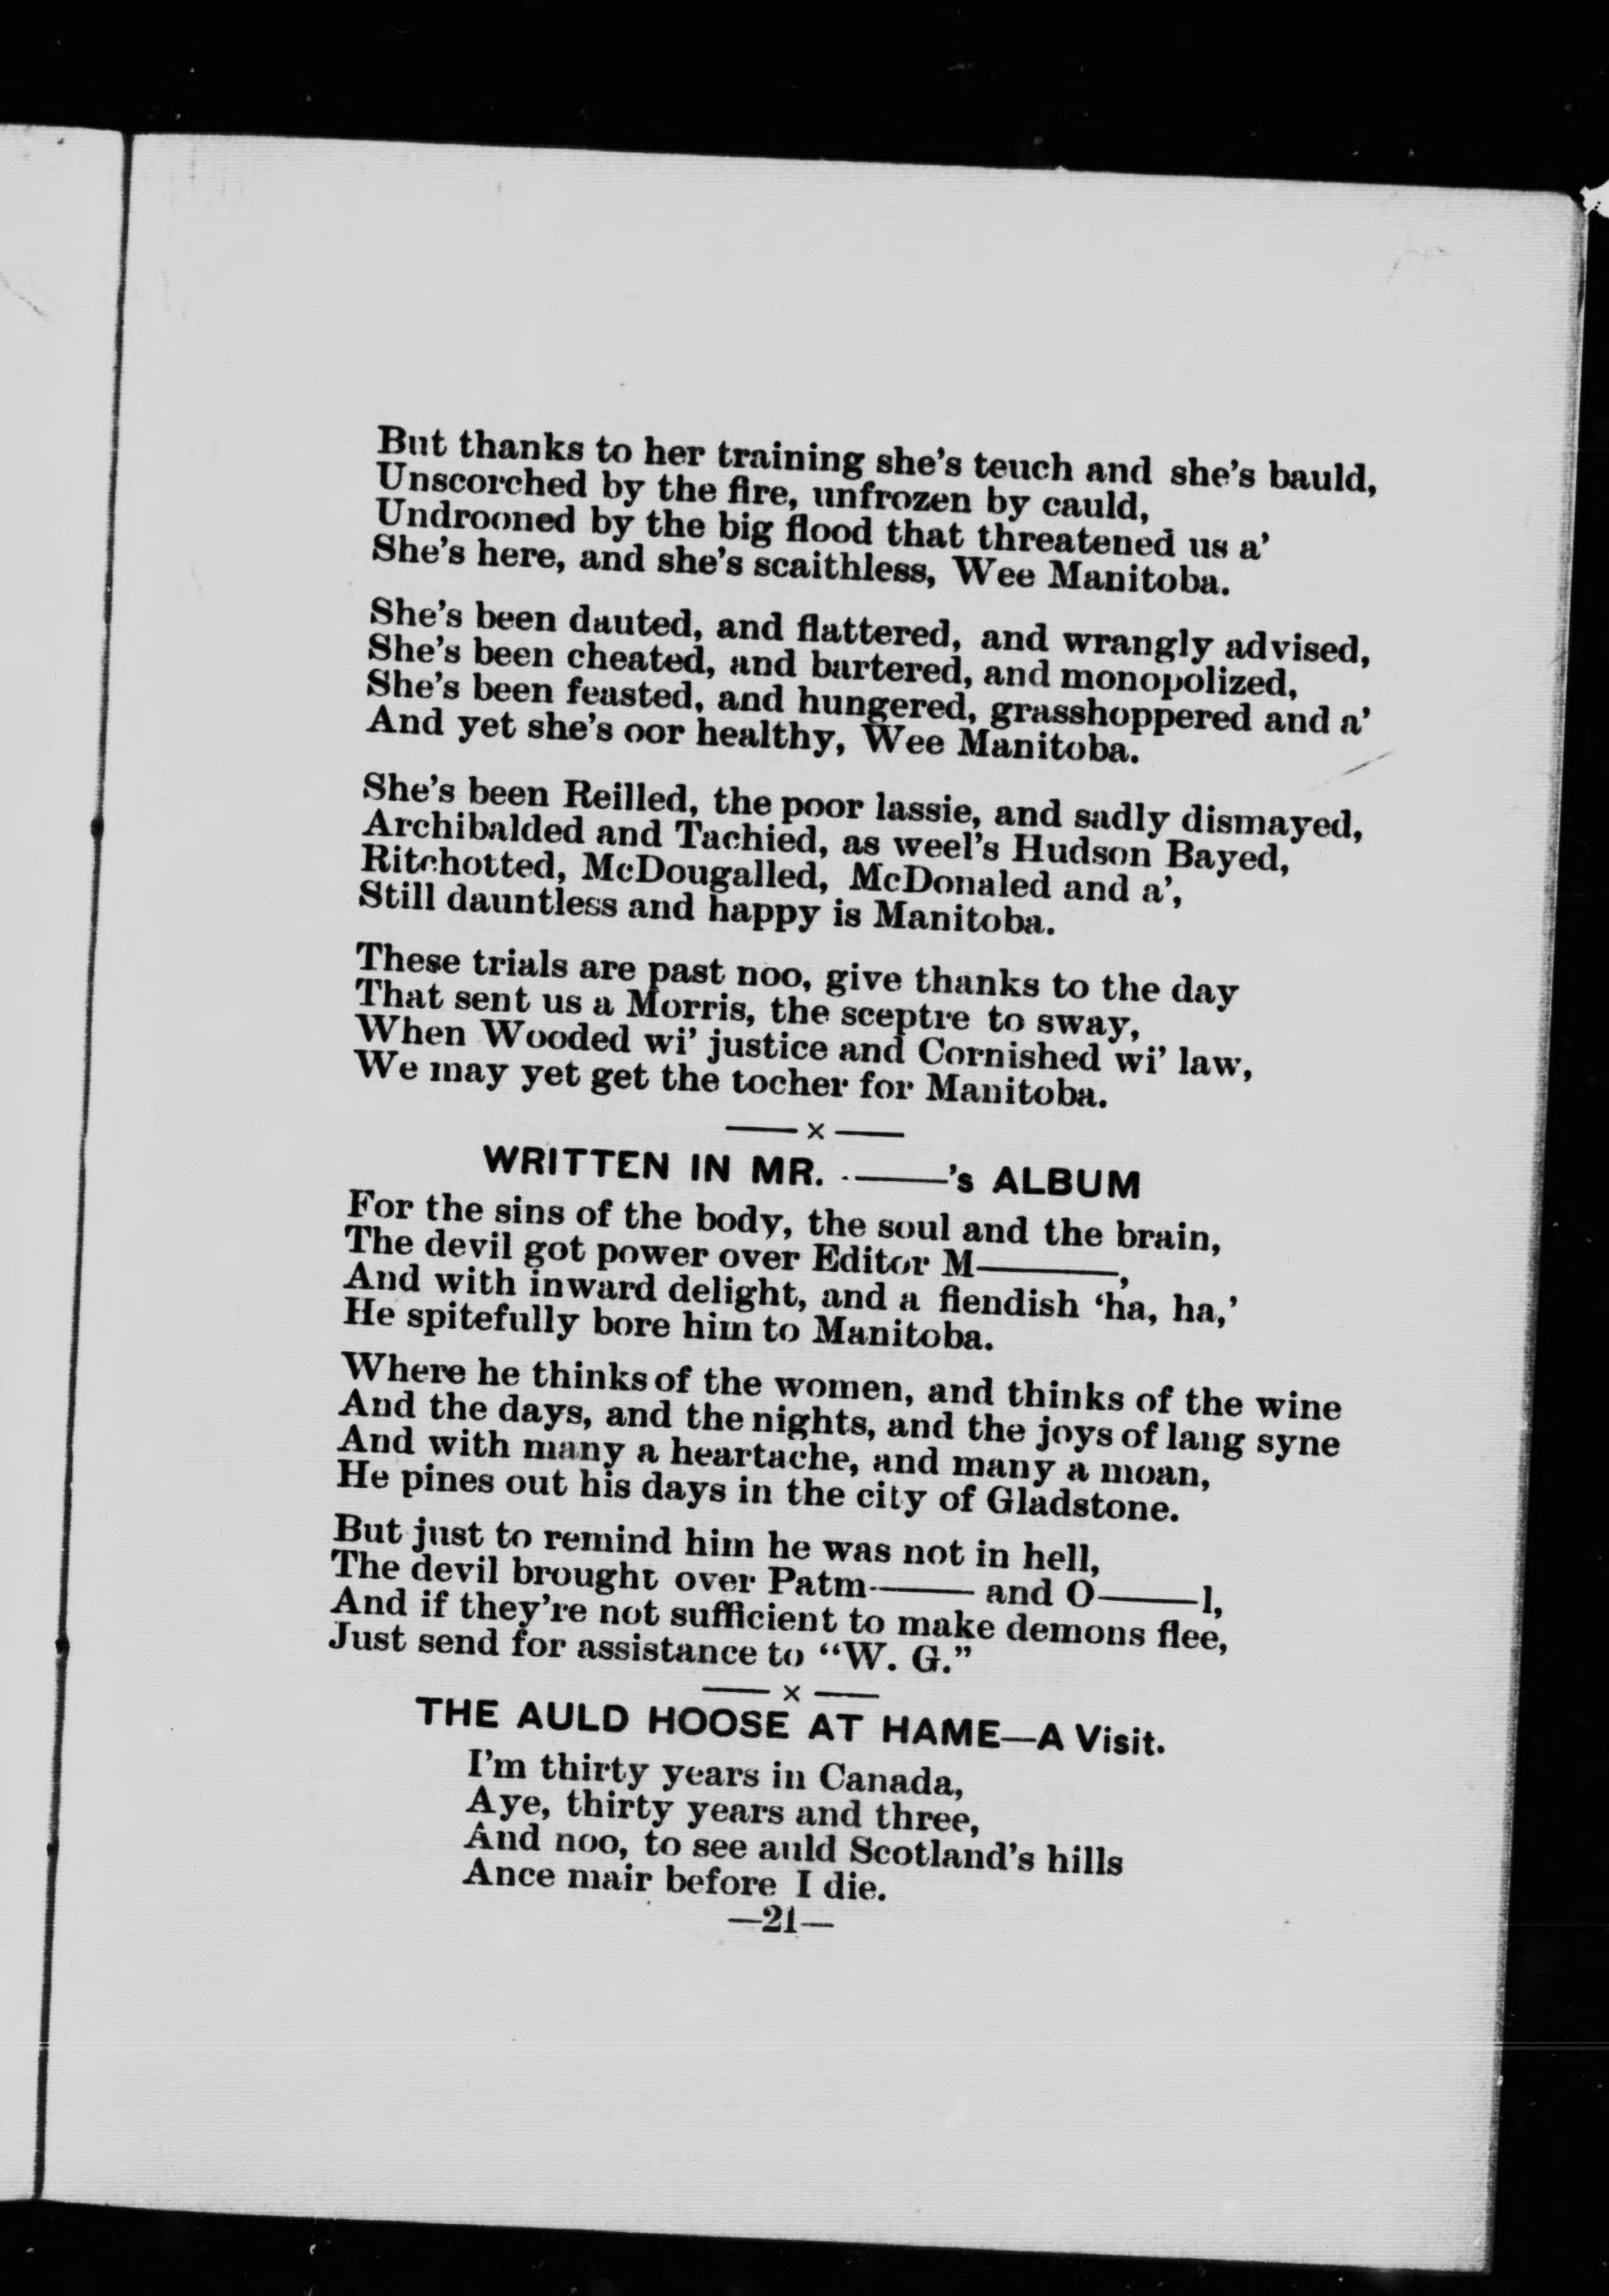 But thanks to her training she's teuch and she's bauld,
Unscorched by the fire, unfrozen by cauld,
Undrooned by the big flood that threatened us a'
She's here, and she's scaithless, Wee Manitoba.
She's been dauted, and flattered, and wrangly advised,
She's been cheated, and bartered, and monopolized,
She's been feasted, and hungered, grasshoppered and a'
And yet she's oor healthy, Wee Manitoba.
She's been Reilled, the poor lassie, and sadly dismayed,
Archibalded and Tachied, as weel's Hudson Bayed,
Ritchotted, McDougalled, McDonaled and a',
Still dauntless and happy is Manitoba.
These trials are past noo, give thanks to the day
That sent us a Morris, the sceptre to sway,
When Wooded wi' justice and Cornished wi' law,
We may yet get the tocher for Manitoba.
——x——
WRITTEN IN MR. ———'s ALBUM
For the sins of the body, the soul and the brain,
The devil got power over Editor M———,
And with inward delight, and a fiendish 'ha, ha,'
He spitefully bore him to Manitoba.
Where he thinks of the women, and thinks of the wine
And the days, and the nights, and the joys of lang syne
And with many a heartache, and many a moan,
He pines out his days in the city of Gladstone.
But just to remind him he was not in hell,
The devil brought over Patm——— and O———l,
And if they're not sufficient to make demons flee,
Just send for assistance to "W. G."
——x——
THE AULD HOOSE AT HAME—A Visit.
I'm thirty years in Canada,
Aye, thirty years and three,
And noo, to see auld Scotland's hills
Ance mair before I die.
—21—